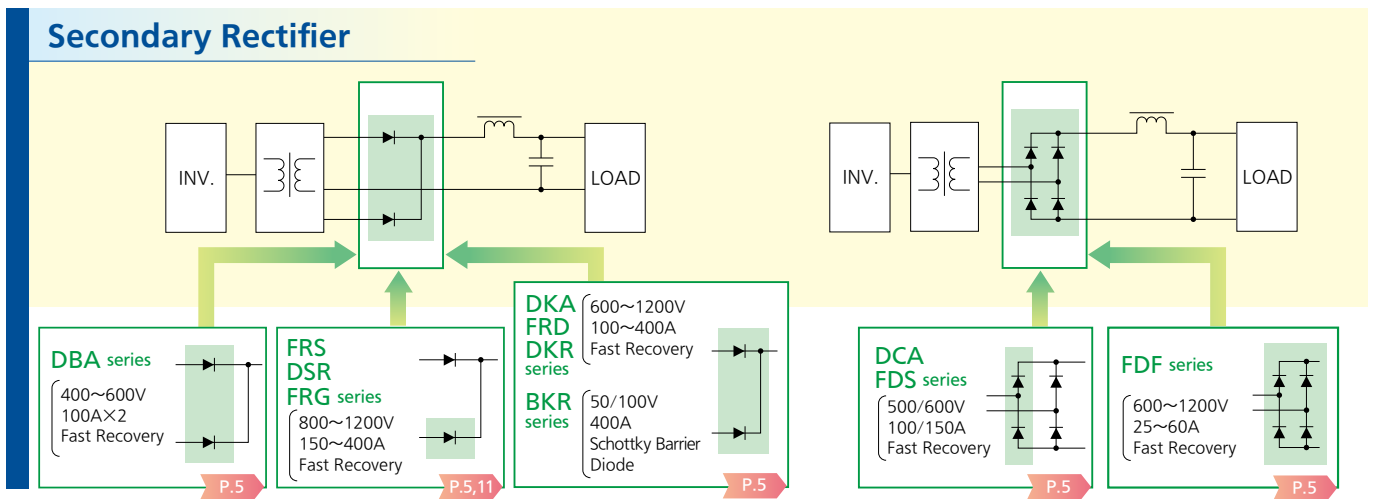 Secondary Rectifier
INV.
LOAD
INV.
LOAD
DBA series
400～600V
100A×2
Fast Recovery
P.5
FRS
DSR
FRG series
800～1200V
150～400A
Fast Recovery
P.5,11
DKA
FRD
DKR
series
600～1200V
100～400A
Fast Recovery
BKR
series
50/100V
400A
Schottky Barrier
Diode
P.5
DCA
FDS series
500/600V
100/150A
Fast Recovery
P.5
FDF series
600～1200V
25～60A
Fast Recovery
P.5